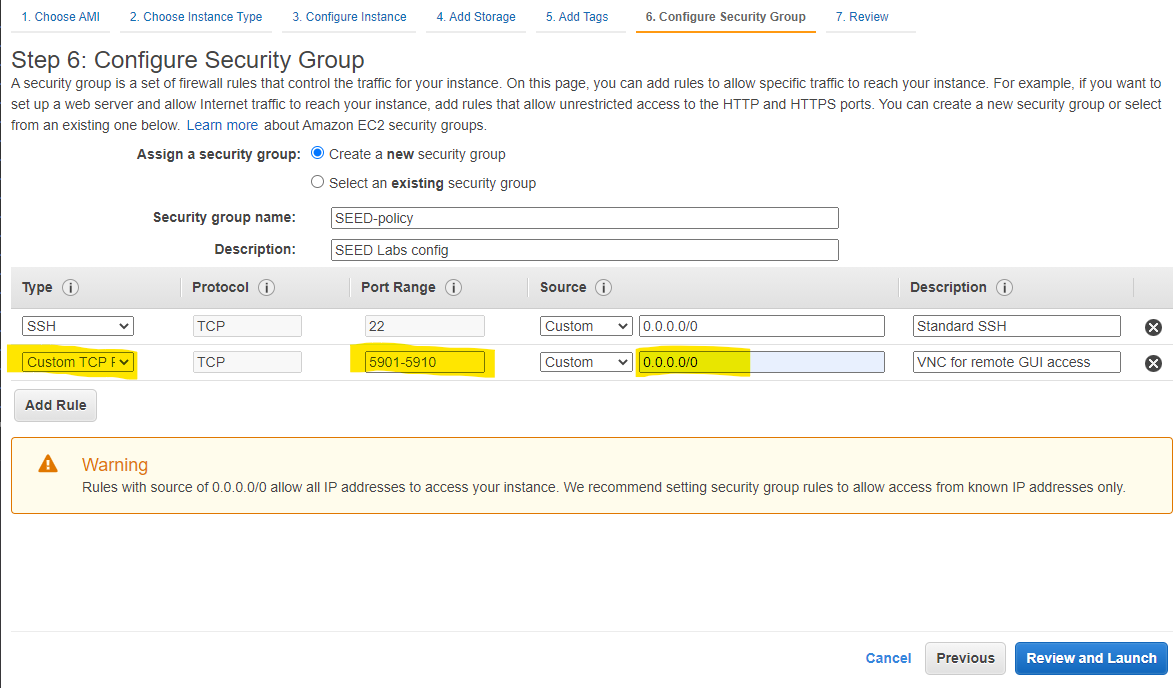 1. Choose AMI 2. Choose Instance Type 3. Configure Instance 4. Add Storage 5. Add Tags 6. Configure Security Group 7. Review
Step 6: Configure Security Group
A security group is a set of firewall rules that control the traffic for your instance. On this page, you can add rules to allow specific traffic to reach your instance. For example, if you want to
set up a web server and allow Internet traffic to reach your instance, add rules that allow unrestricted access to the HTTP and HTTPS ports. You can create a new security group or select
from an existing one below. Learn more about Amazon EC2 security groups.
Assign a security group: Create a new security group
Select an existing security group
Security group name: SEED-policy
Description: SEED Labs config
Type i Protocol i Port Range i Source i Description i
SSH TCP 22 Custom 0.0.0.0/0 Standard SSH
Custom TCP TCP 5901-5910 Custom 0.0.0.0/0 VNC for remote GUI access
Add Rule
Warning
Rules with source of 0.0.0.0/0 allow all IP addresses to access your instance. We recommend setting security group rules to allow access from known IP addresses only.
Cancel Previous Review and Launch